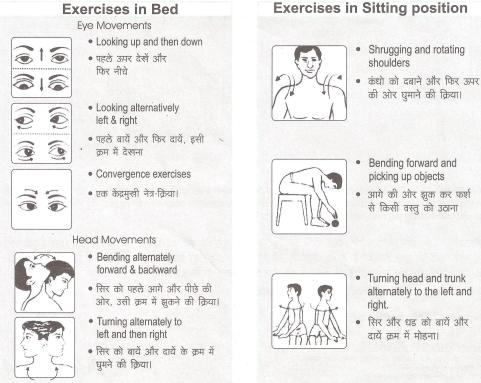 Exercises in Bed
Eye Movements
• Looking up and then down
• पहले ऊपर देखें और
फिर नीचे
• Looking alternatively
left & right
• पहले बायें और फिर दायें, इसी
क्रम में देखना
• Convergence exercises
• एक केंद्रमुखी नेत्र-क्रिया।
Head Movements
• Bending alternately
forward & backward
• सिर को पहले आगे और पीछे की
ओर, उसी क्रम में झुकने की क्रिया।
• Turning alternately to
left and then right
• सिर को बायें और दायें के क्रम में
घुमने की क्रिया।
Exercises in Sitting position
• Shrugging and rotating
shoulders
• कंधो को दबाने और फिर ऊपर
की ओर घुमाने की क्रिया।
• Bending forward and
picking up objects
• आगे की ओर झुक कर फर्श
से किसी वस्तु को उठाना
• Turning head and trunk
alternately to the left and
right.
• सिर और धड को बायें और
दायें क्रम में मोडना।